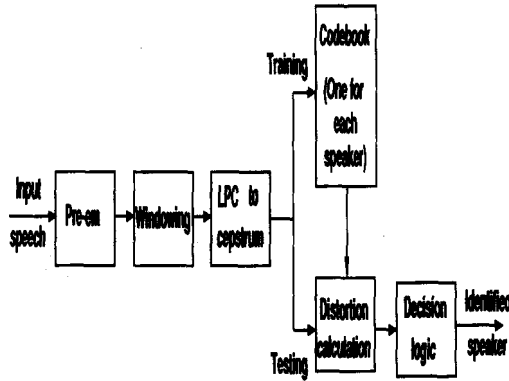 Input
speech
Pre-em
Windowing
LPC to
cepstrum
Training
Codebook
(One for
each
speaker)
Testing
Distortion
calculation
Decision
logic
Identified
speaker